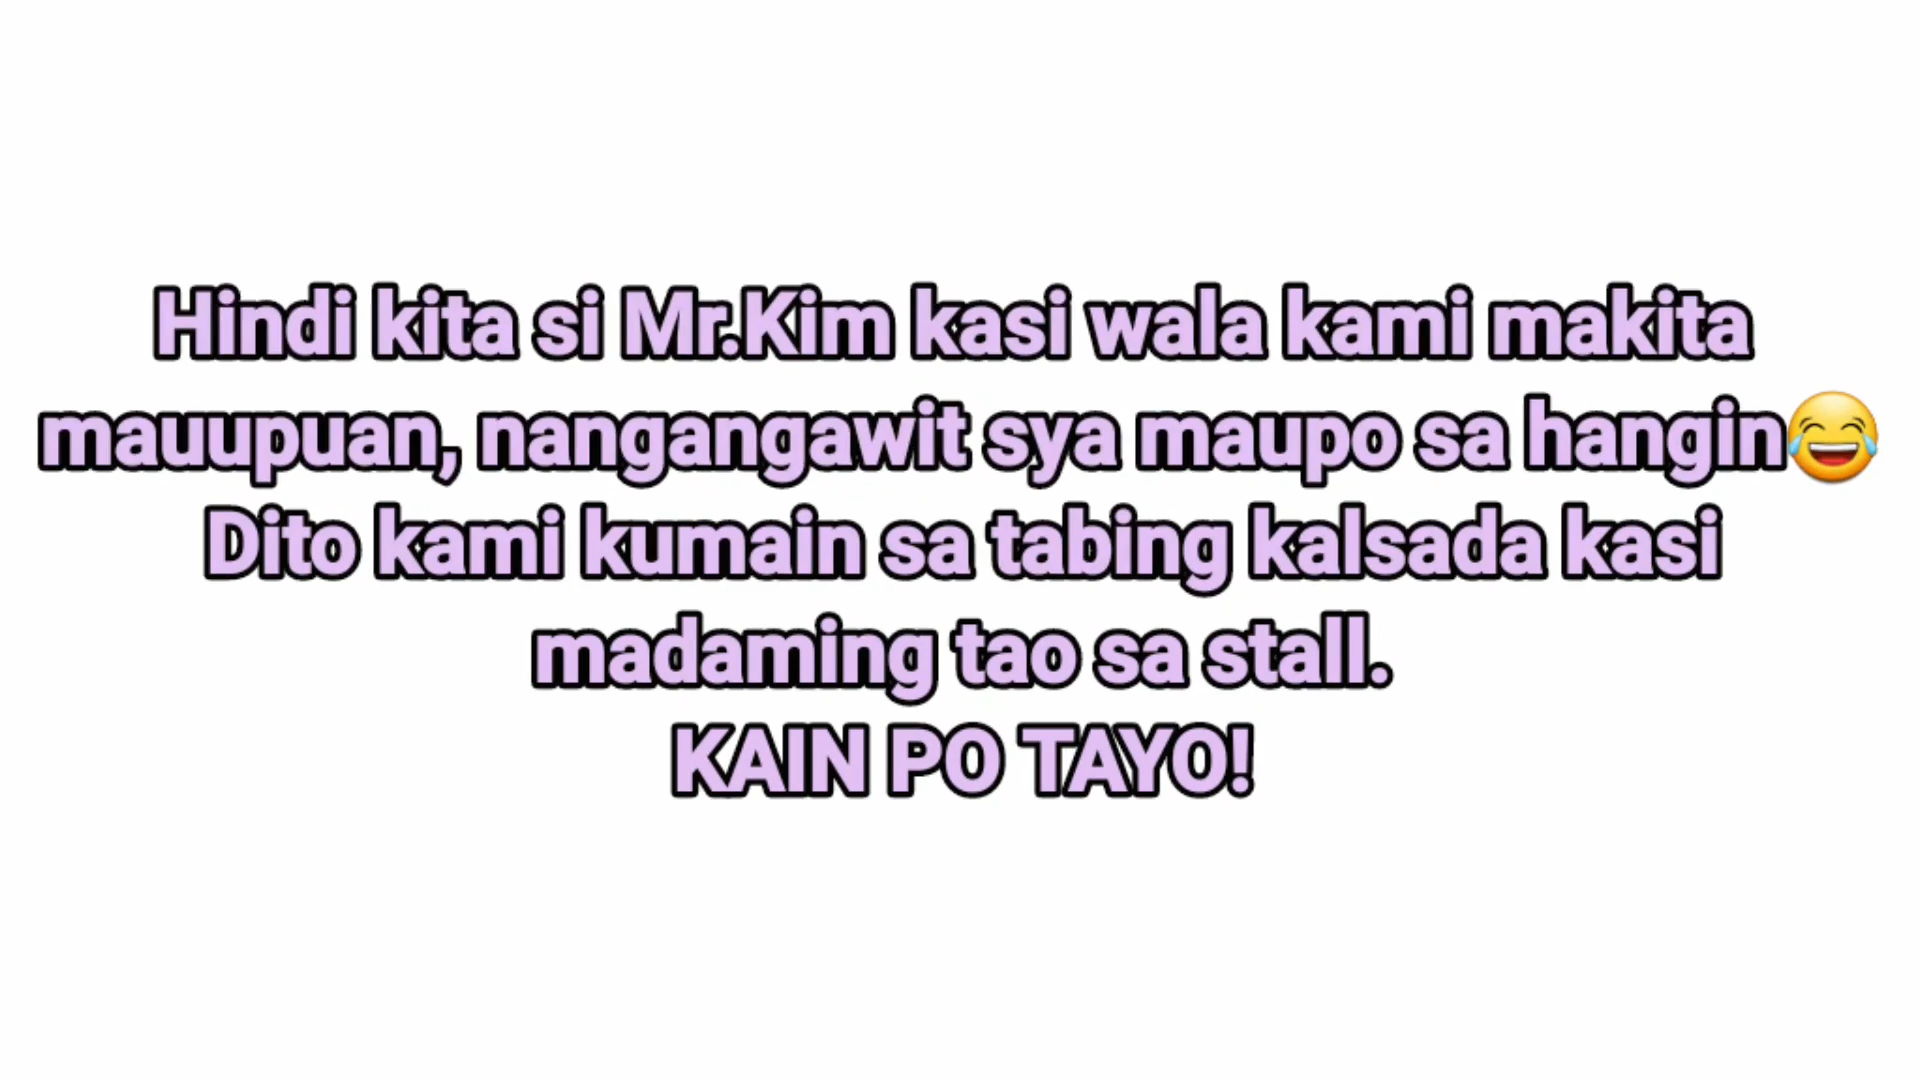 Hindi kita si Mr.Kim kasi wala kami makita
mauupuan, nangangawit sya maupo sa hangin😂
Dito kami kumain sa tabing kalsada kasi
madaming tao sa stall.
KAIN PO TAYO!